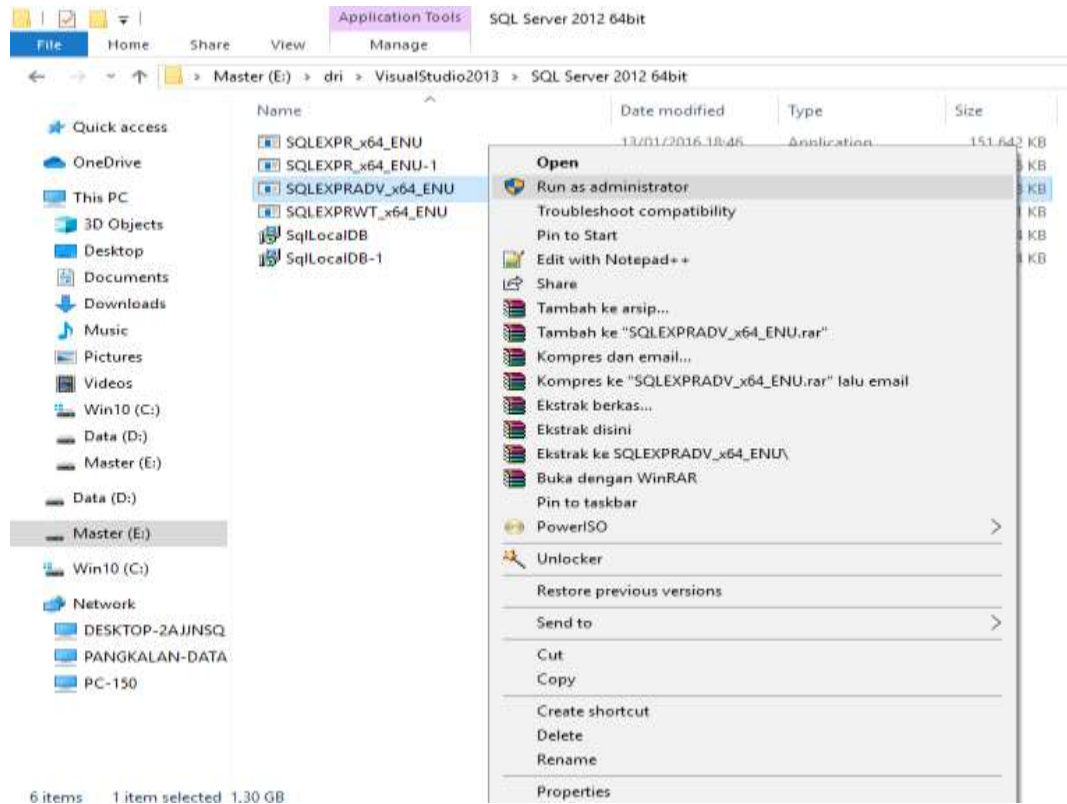 Application Tools SQL Server 2012 64bit
File Home Share View Manage
Master (E:) › dri › VisualStudio2013 › SQL Server 2012 64bit
Name Date modified Type Size
Quick access
OneDrive
This PC
3D Objects
Desktop
Documents
Downloads
Music
Pictures
Videos
Win10 (C:)
Data (D:)
Master (E:)
Data (D:)
Master (E:)
Win10 (C:)
Network
DESKTOP-2AJJNSQ
PANGKALAN-DATA
PC-150
SQLEXPR_x64_ENU 13/01/2016 18:46 Application 151.642 KB
SQLEXPR_x64_ENU-1 KB
SQLEXPRADV_x64_ENU KB
SQLEXPRWT_x64_ENU KB
SqlLocalDB KB
SqlLocalDB-1 KB
Open
Run as administrator
Troubleshoot compatibility
Pin to Start
Edit with Notepad++
Share
Tambah ke arsip...
Tambah ke "SQLEXPRADV_x64_ENU.rar"
Kompres dan email...
Kompres ke "SQLEXPRADV_x64_ENU.rar" lalu email
Ekstrak berkas...
Ekstrak disini
Ekstrak ke SQLEXPRADV_x64_ENU\
Buka dengan WinRAR
Pin to taskbar
PowerISO
Unlocker
Restore previous versions
Send to
Cut
Copy
Create shortcut
Delete
Rename
Properties
6 items 1 item selected 1,30 GB